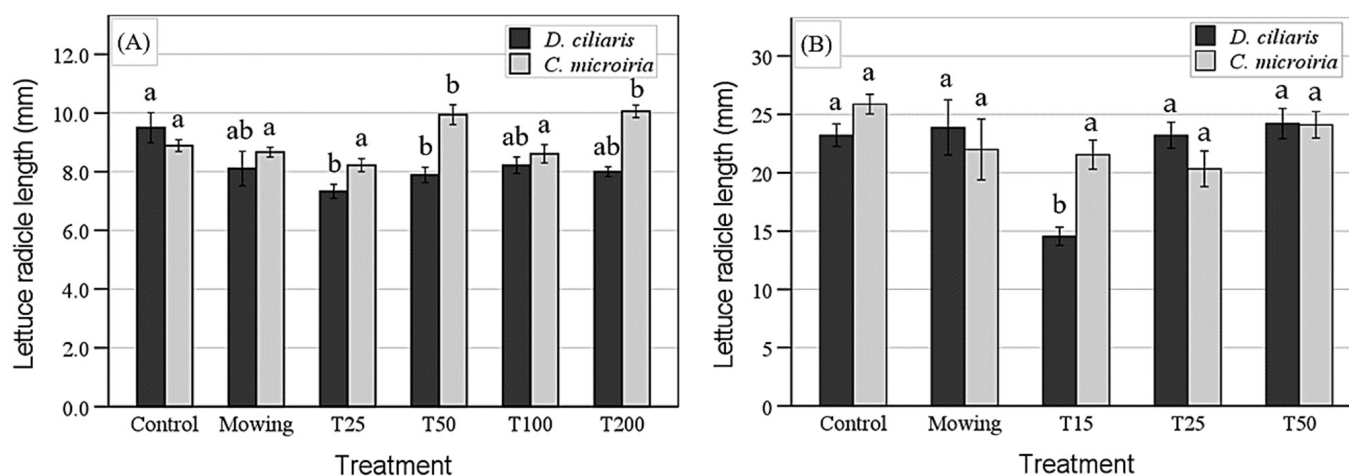 (A)
D. ciliaris
C. microiria
Lettuce radicle length (mm)
12.0
10.0
8.0
6.0
4.0
2.0
0.0
a
a
ab
a
b
a
b
b
ab
a
ab
b
Control Mowing T25 T50 T100 T200
Treatment
(B)
D. ciliaris
C. microiria
Lettuce radicle length (mm)
30
25
20
15
10
5
0
a
a
a
a
b
a
a
a
a
a
Control Mowing T15 T25 T50
Treatment